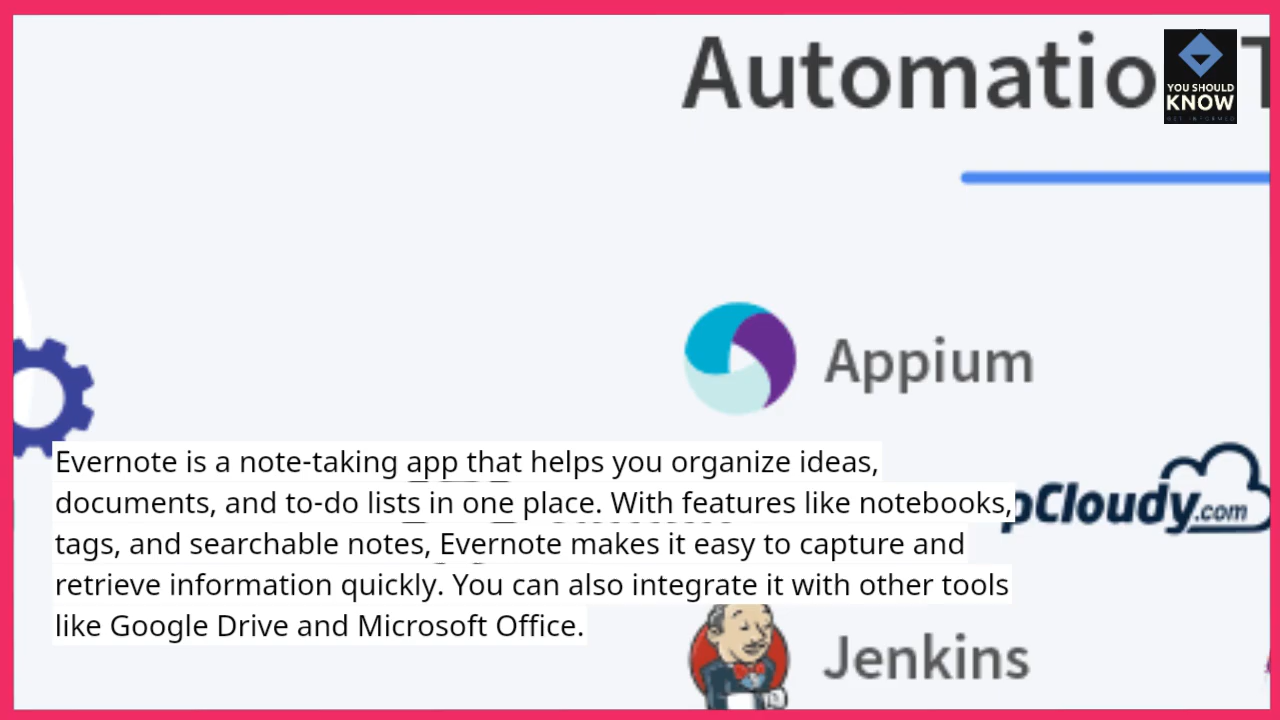 Automatio
YOU SHOULD
KNOW
GET INFORMED
Appium
Evernote is a note-taking app that helps you organize ideas,
documents, and to-do lists in one place. With features like notebooks,
tags, and searchable notes, Evernote makes it easy to capture and
retrieve information quickly. You can also integrate it with other tools
like Google Drive and Microsoft Office.
pCloudy.com
Jenkins